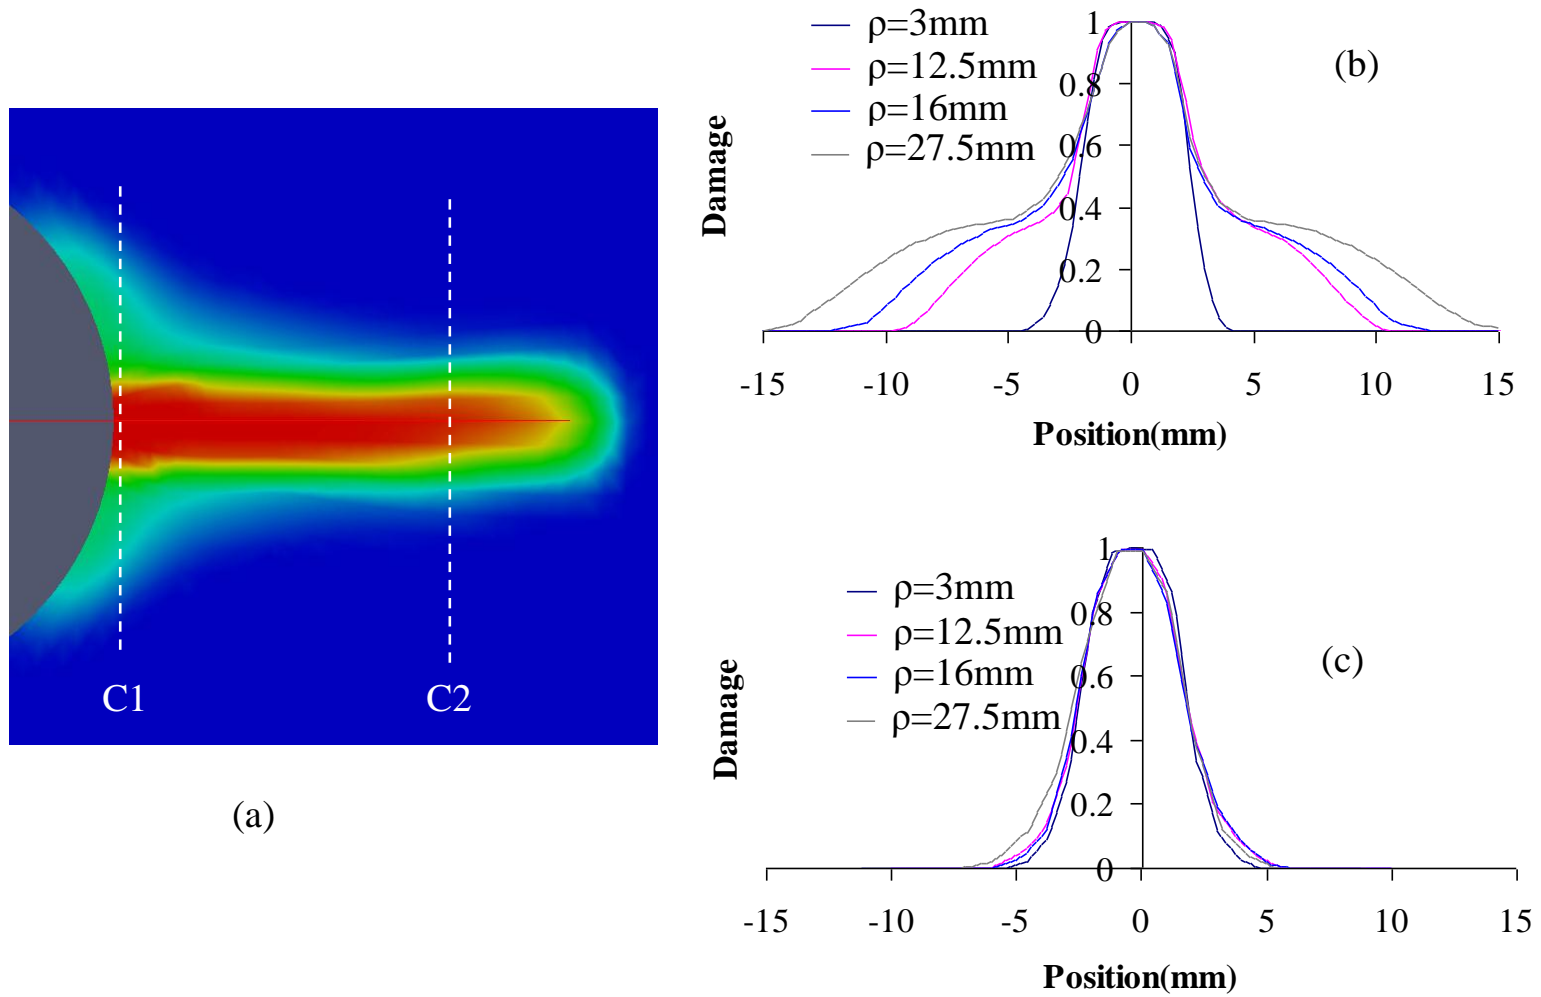 C1
C2
(a)
ρ=3mm
ρ=12.5mm
ρ=16mm
ρ=27.5mm
(b)
Damage
1
0.8
0.6
0.4
0.2
0
-15 -10 -5 0 5 10 15
Position(mm)
ρ=3mm
ρ=12.5mm
ρ=16mm
ρ=27.5mm
(c)
Damage
1
0.8
0.6
0.4
0.2
0
-15 -10 -5 0 5 10 15
Position(mm)